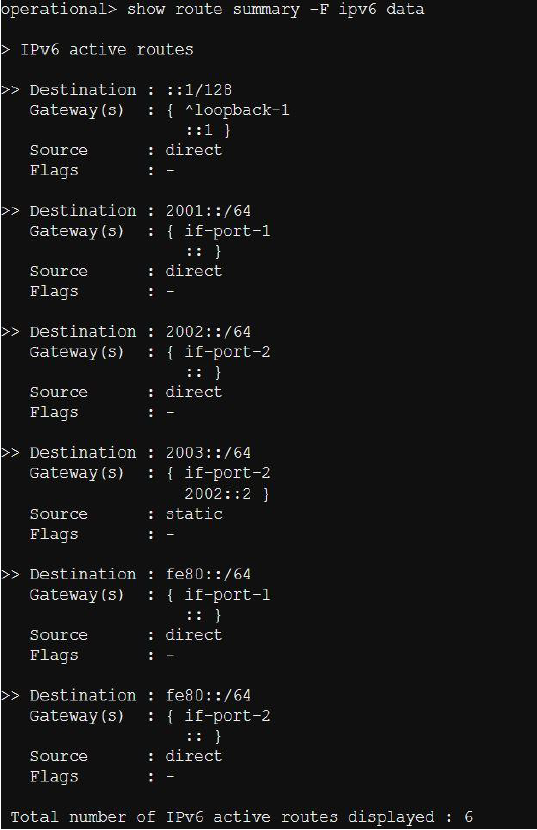 operational> show route summary -F ipv6 data
> IPv6 active routes
>> Destination : ::1/128
Gateway(s) : { ^loopback-1
::1 }
Source : direct
Flags : -
>> Destination : 2001::/64
Gateway(s) : { if-port-1
:: }
Source : direct
Flags : -
>> Destination : 2002::/64
Gateway(s) : { if-port-2
:: }
Source : direct
Flags : -
>> Destination : 2003::/64
Gateway(s) : { if-port-2
2002::2 }
Source : static
Flags : -
>> Destination : fe80::/64
Gateway(s) : { if-port-1
:: }
Source : direct
Flags : -
>> Destination : fe80::/64
Gateway(s) : { if-port-2
:: }
Source : direct
Flags : -
Total number of IPv6 active routes displayed : 6